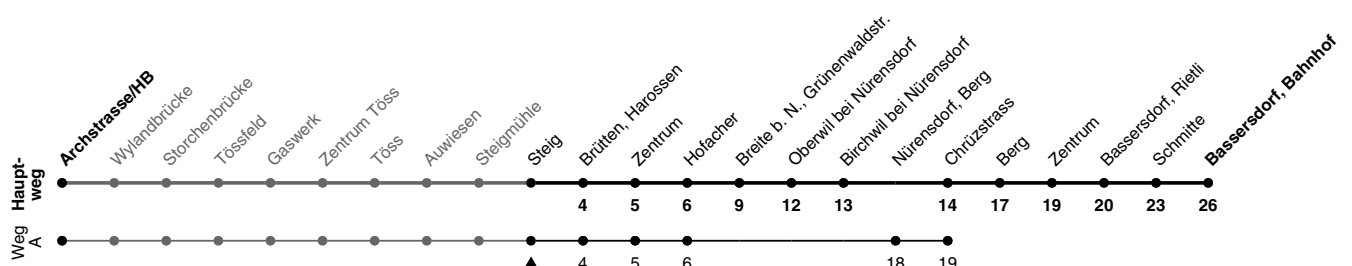 Archstrasse/HB
Wylandbrücke
Storchenbrücke
Tössfeld
Gaswerk
Zentrum Töss
Töss
Auwiesen
Steigmühle
Steig
Brütten, Harossen
Zentrum
Hofacher
Breite b. N., Grünenwaldstr.
Oberwil bei Nürensdorf
Birchwil bei Nürensdorf
Nürensdorf, Berg
Chrüzstrass
Berg
Zentrum
Bassersdorf, Rietli
Schmitte
Bassersdorf, Bahnhof
Haupt-
weg
4 5 6 9 12 13 14 17 19 20 23 26
Weg
A
4 5 6 18 19